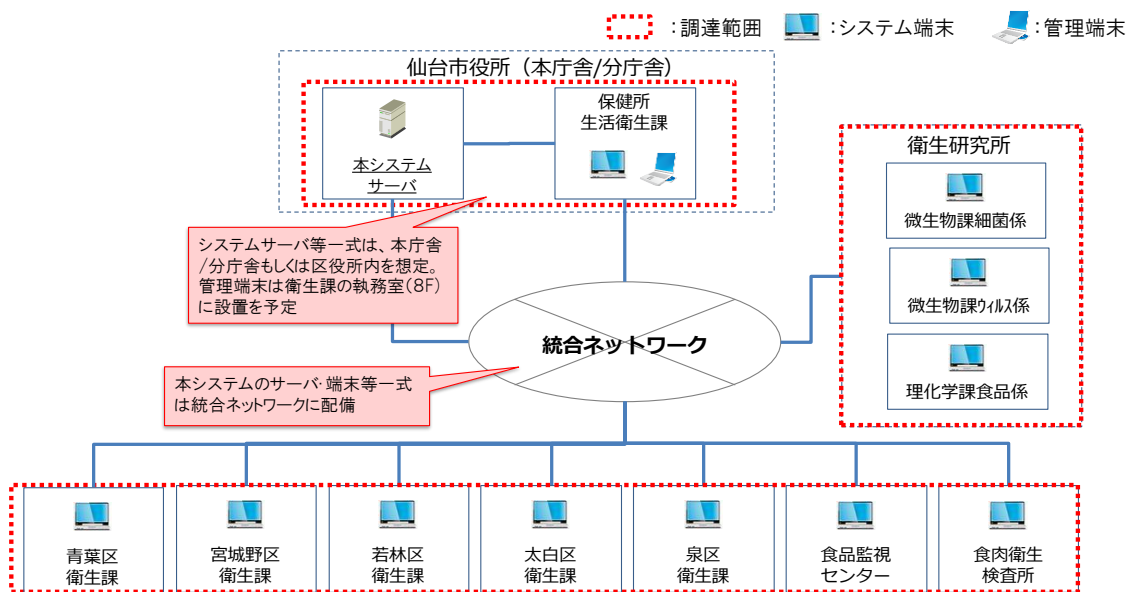 ：調達範囲
：システム端末
：管理端末
仙台市役所（本庁舎/分庁舎）
本システム
サーバ
保健所
生活衛生課
衛生研究所
微生物課細菌係
微生物課ウィルス係
理化学課食品係
システムサーバ等一式は、本庁舎
/分庁舎もしくは区役所内を想定。
管理端末は衛生課の執務室（8F）
に設置を予定
統合ネットワーク
本システムのサーバ・端末等一式
は統合ネットワークに配備
青葉区
衛生課
宮城野区
衛生課
若林区
衛生課
太白区
衛生課
泉区
衛生課
食品監視
センター
食肉衛生
検査所